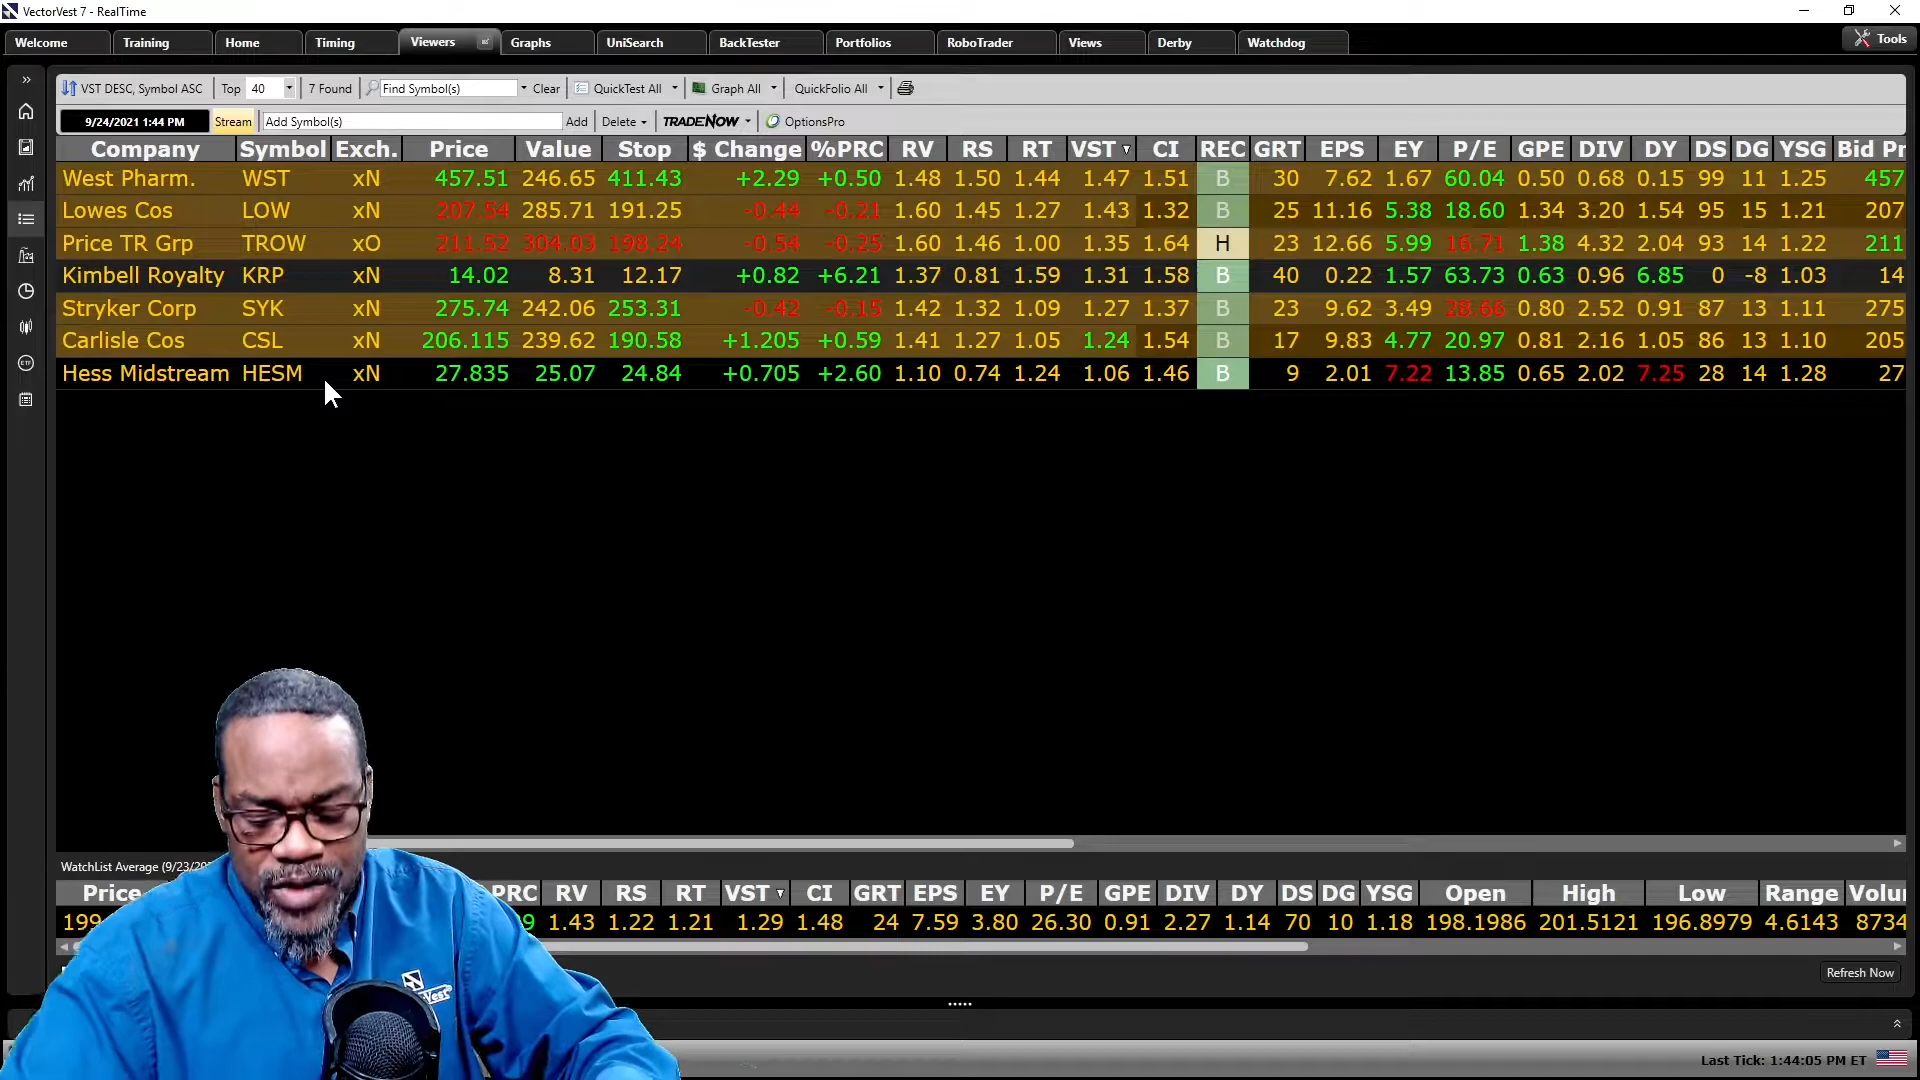 VectorVest 7 - RealTime
Welcome Training Home Timing Viewers Graphs UniSearch BackTester Portfolios RoboTrader Views Derby Watchdog Tools
VST DESC, Symbol ASC Top 40 7 Found Find Symbol(s) Clear QuickTest All Graph All QuickFolio All
9/24/2021 1:44 PM Stream Add Symbol(s) Add Delete TRADENOW OptionsPro
Company Symbol Exch. Price Value Stop $ Change %PRC RV RS RT VST CI REC GRT EPS EY P/E GPE DIV DY DS DG YSG Bid Pr
West Pharm. WST xN 457.51 246.65 411.43 +2.29 +0.50 1.48 1.50 1.44 1.47 1.51 B 30 7.62 1.67 60.04 0.50 0.68 0.15 99 11 1.25 457
Lowes Cos LOW xN 207.54 285.71 191.25 -0.44 -0.21 1.60 1.45 1.27 1.43 1.32 B 25 11.16 5.38 18.60 1.34 3.20 1.54 95 15 1.21 207
Price TR Grp TROW xO 211.52 304.03 198.24 -0.54 -0.25 1.60 1.46 1.00 1.35 1.64 H 23 12.66 5.99 16.71 1.38 4.32 2.04 93 14 1.22 211
Kimbell Royalty KRP xN 14.02 8.31 12.17 +0.82 +6.21 1.37 0.81 1.59 1.31 1.58 B 40 0.22 1.57 63.73 0.63 0.96 6.85 0 -8 1.03 14
Stryker Corp SYK xN 275.74 242.06 253.31 -0.42 -0.15 1.42 1.32 1.09 1.27 1.37 B 23 9.62 3.49 28.66 0.80 2.52 0.91 87 13 1.11 275
Carlisle Cos CSL xN 206.115 239.62 190.58 +1.205 +0.59 1.41 1.27 1.05 1.24 1.54 B 17 9.83 4.77 20.97 0.81 2.16 1.05 86 13 1.10 205
Hess Midstream HESM xN 27.835 25.07 24.84 +0.705 +2.60 1.10 0.74 1.24 1.06 1.46 B 9 2.01 7.22 13.85 0.65 2.02 7.25 28 14 1.28 27
WatchList Average (9/23/20
Price PRC RV RS RT VST CI GRT EPS EY P/E GPE DIV DY DS DG YSG Open High Low Range Volu
199 9 1.43 1.22 1.21 1.29 1.48 24 7.59 3.80 26.30 0.91 2.27 1.14 70 10 1.18 198.1986 201.5121 196.8979 4.6143 8734
Refresh Now
Last Tick: 1:44:05 PM ET